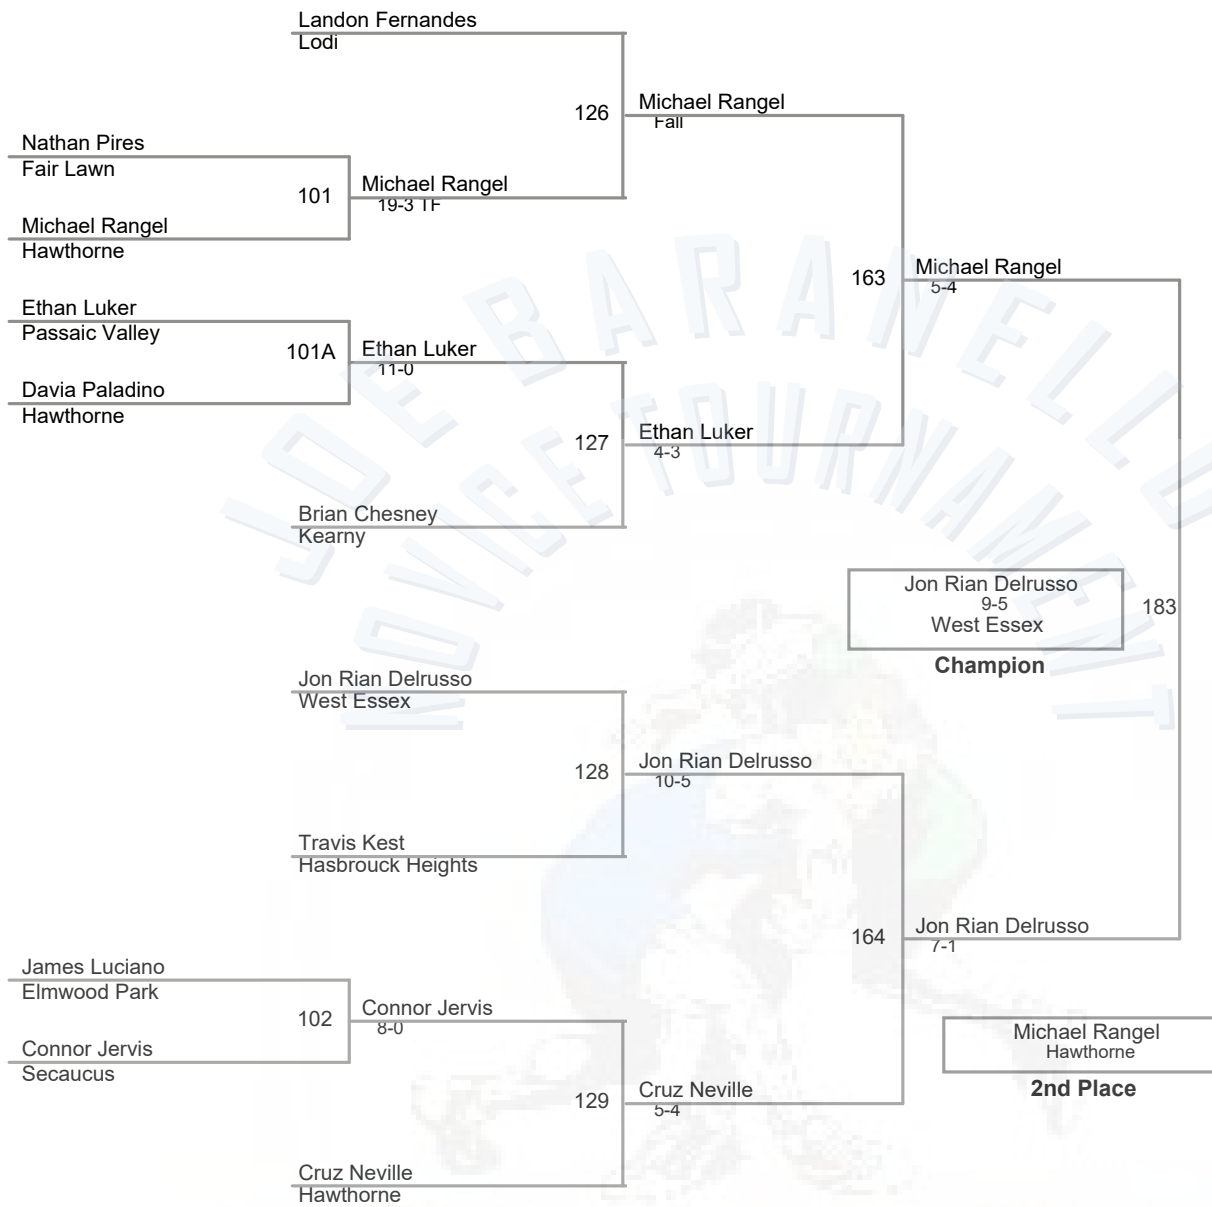 Landon Fernandes
Lodi
126
Michael Rangel
Fall
Nathan Pires
Fair Lawn
101
Michael Rangel
19-3 TF
Michael Rangel
Hawthorne
163
Michael Rangel
5-4
Ethan Luker
Passaic Valley
101A
Ethan Luker
11-0
Davia Paladino
Hawthorne
127
Ethan Luker
4-3
Brian Chesney
Kearny
JOE BARANELLO
NOVICE TOURNAMENT
Jon Rian Delrusso
9-5
West Essex
183
Champion
Jon Rian Delrusso
West Essex
128
Jon Rian Delrusso
10-5
Travis Kest
Hasbrouck Heights
164
Jon Rian Delrusso
7-1
James Luciano
Elmwood Park
102
Connor Jervis
8-0
Connor Jervis
Secaucus
129
Cruz Neville
5-4
Michael Rangel
Hawthorne
2nd Place
Cruz Neville
Hawthorne